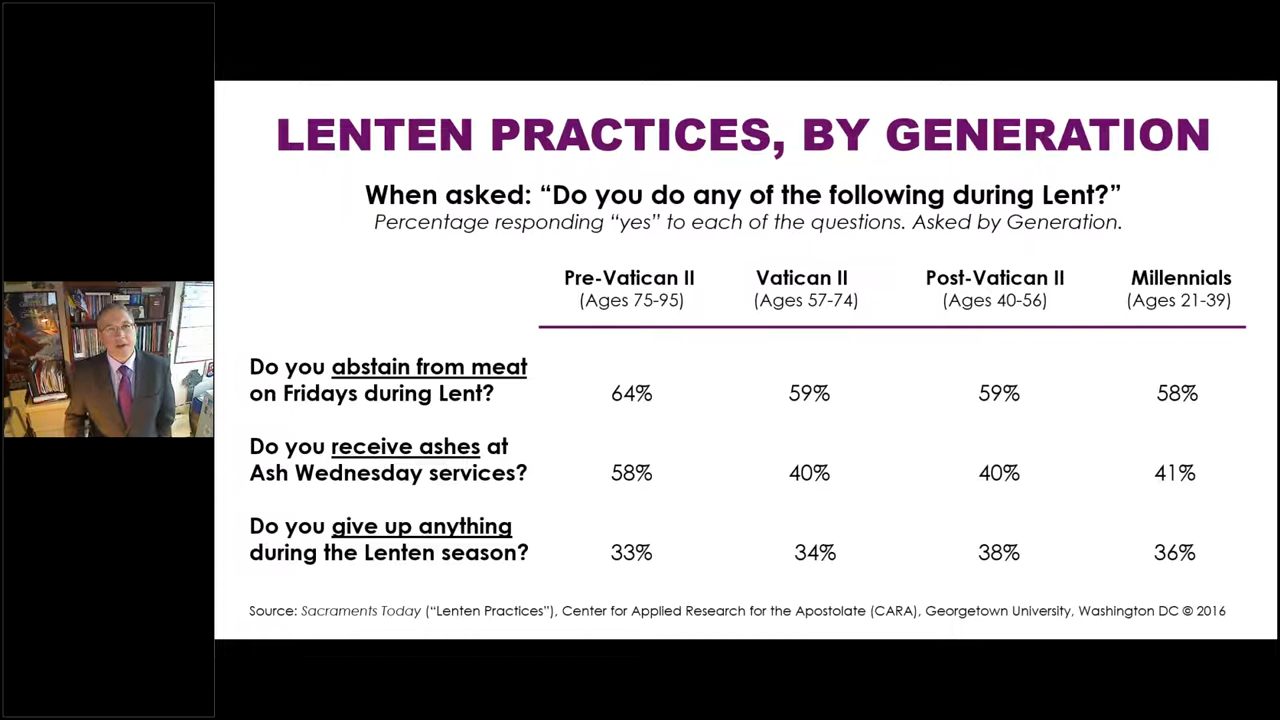 LENTEN PRACTICES, BY GENERATION
When asked: “Do you do any of the following during Lent?”
Percentage responding “yes” to each of the questions. Asked by Generation.
Pre-Vatican II Vatican II Post-Vatican II Millennials
(Ages 75-95) (Ages 57-74) (Ages 40-56) (Ages 21-39)
Do you abstain from meat
on Fridays during Lent? 64% 59% 59% 58%
Do you receive ashes at
Ash Wednesday services? 58% 40% 40% 41%
Do you give up anything
during the Lenten season? 33% 34% 38% 36%
Source: Sacraments Today (“Lenten Practices”), Center for Applied Research for the Apostolate (CARA), Georgetown University, Washington DC © 2016